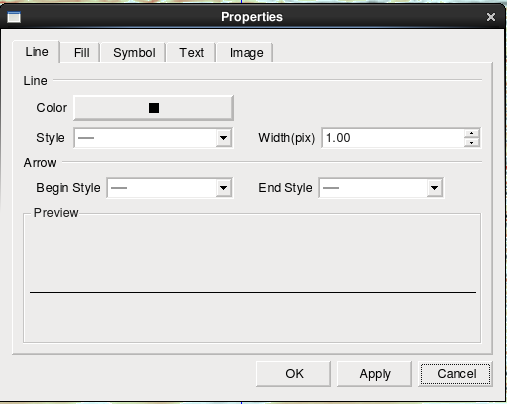 Properties
Line Fill Symbol Text Image
Line
Color
Style Width(pix) 1.00
Arrow
Begin Style End Style
Preview
OK Apply Cancel